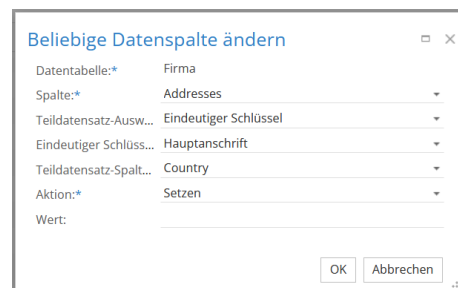 Beliebige Datenspalte ändern
Datentabelle:* Firma
Spalte:* Addresses
Teildatensatz-Ausw... Eindeutiger Schlüssel
Eindeutiger Schlüss... Hauptanschrift
Teildatensatz-Spalt... Country
Aktion:* Setzen
Wert:
OK Abbrechen